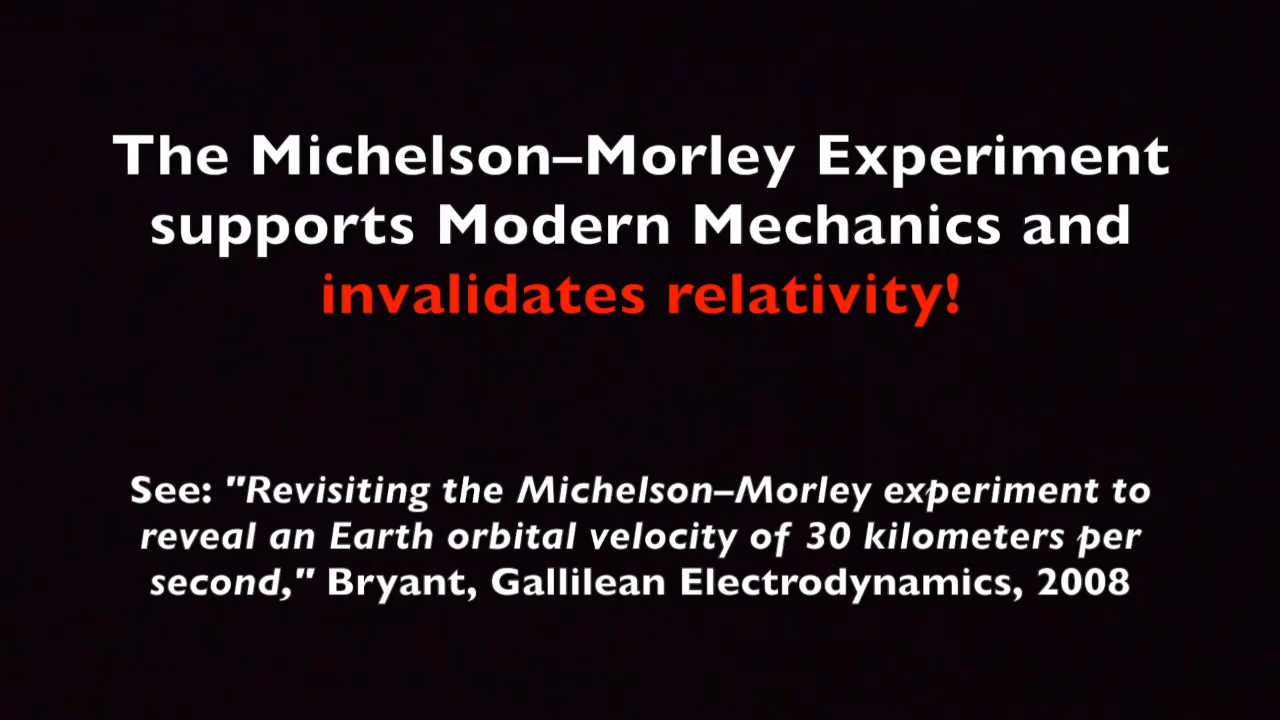 The Michelson–Morley Experiment
supports Modern Mechanics and
invalidates relativity!
See: "Revisiting the Michelson–Morley experiment to
reveal an Earth orbital velocity of 30 kilometers per
second," Bryant, Gallilean Electrodynamics, 2008